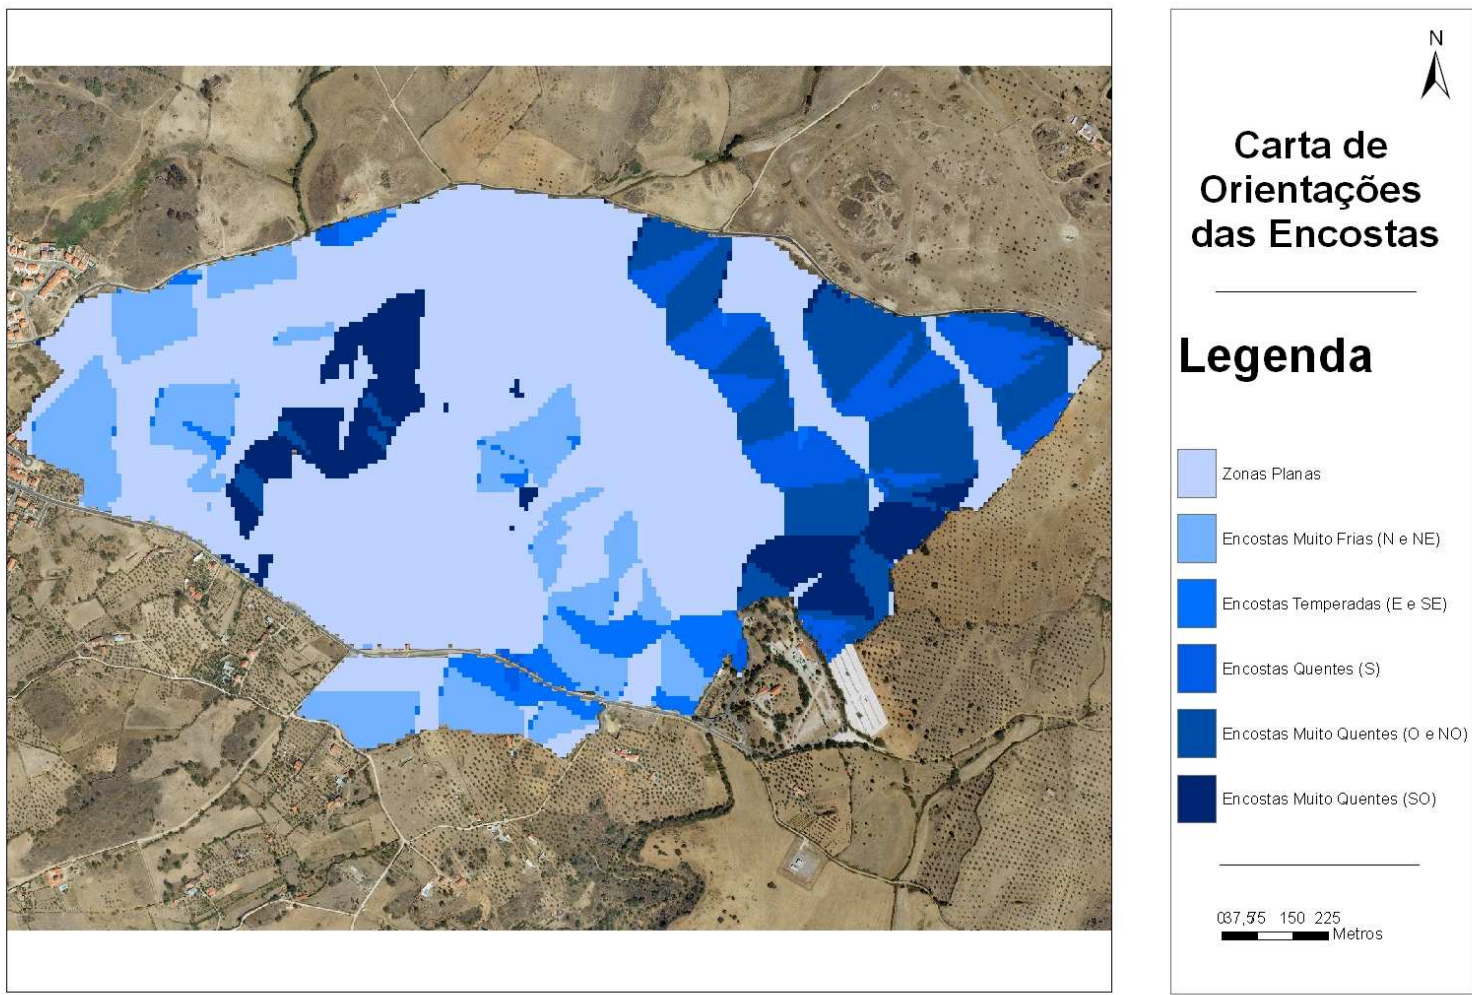 N
Carta de
Orientações
das Encostas
Legenda
Zonas Planas
Encostas Muito Frias (N e NE)
Encostas Temperadas (E e SE)
Encostas Quentes (S)
Encostas Muito Quentes (O e NO)
Encostas Muito Quentes (SO)
037,575 150 225
Metros